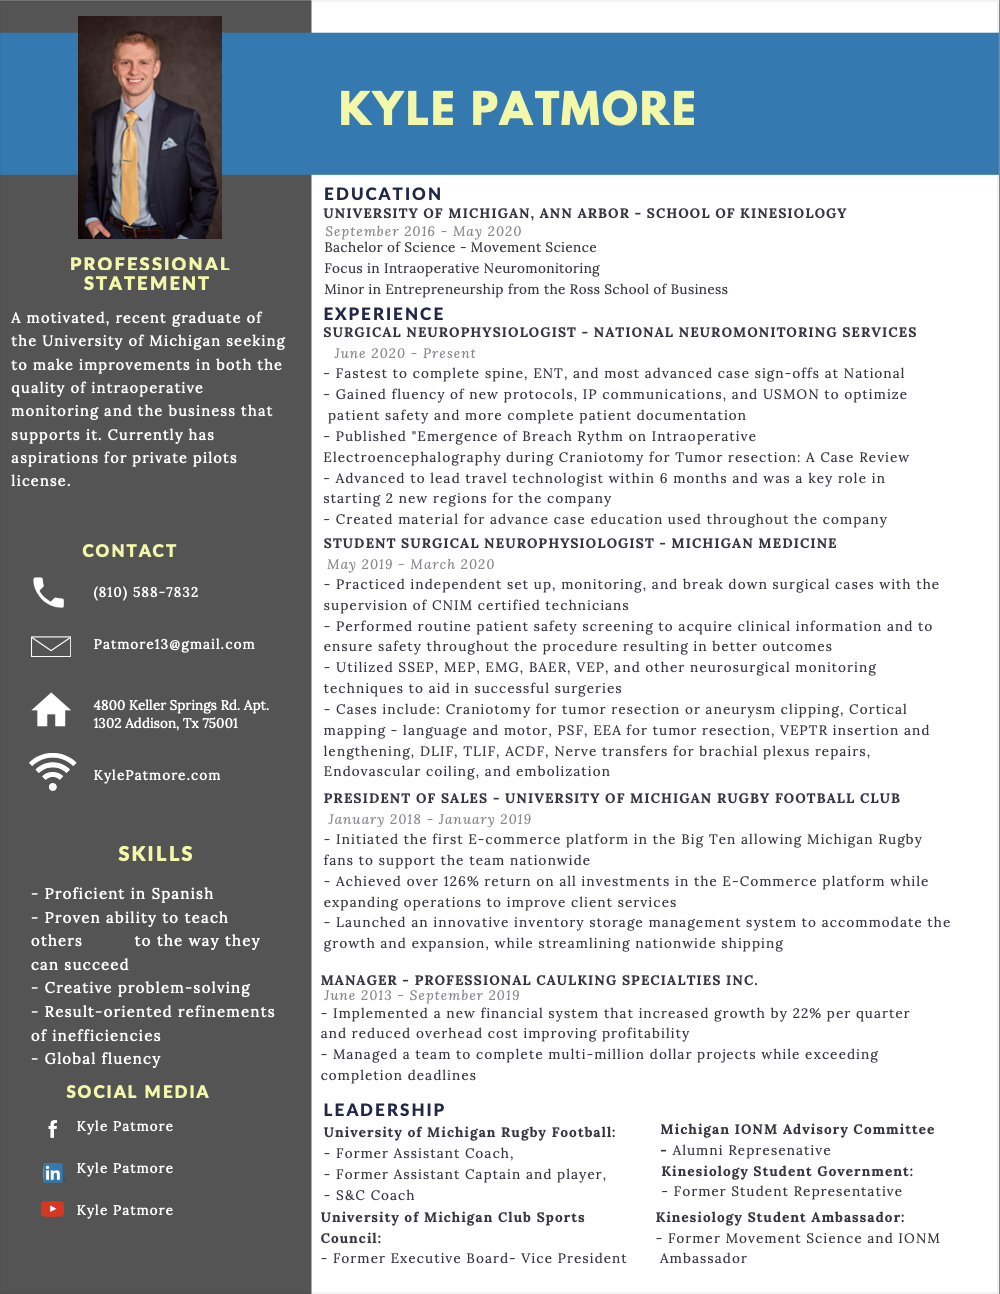 KYLE PATMORE
PROFESSIONAL
STATEMENT
A motivated, recent graduate of
the University of Michigan seeking
to make improvements in both the
quality of intraoperative
monitoring and the business that
supports it. Currently has
aspirations for private pilots
license.
CONTACT
(810) 588-7832
Patmore13@gmail.com
4800 Keller Springs Rd. Apt.
1302 Addison, Tx 75001
KylePatmore.com
SKILLS
- Proficient in Spanish
- Proven ability to teach
others to the way they
can succeed
- Creative problem-solving
- Result-oriented refinements
of inefficiencies
- Global fluency
SOCIAL MEDIA
f Kyle Patmore
in Kyle Patmore
Kyle Patmore
EDUCATION
UNIVERSITY OF MICHIGAN, ANN ARBOR - SCHOOL OF KINESIOLOGY
September 2016 - May 2020
Bachelor of Science - Movement Science
Focus in Intraoperative Neuromonitoring
Minor in Entrepreneurship from the Ross School of Business
EXPERIENCE
SURGICAL NEUROPHYSIOLOGIST - NATIONAL NEUROMONITORING SERVICES
June 2020 - Present
- Fastest to complete spine, ENT, and most advanced case sign-offs at National
- Gained fluency of new protocols, IP communications, and USMON to optimize
patient safety and more complete patient documentation
- Published "Emergence of Breach Rythm on Intraoperative
Electroencephalography during Craniotomy for Tumor resection: A Case Review
- Advanced to lead travel technologist within 6 months and was a key role in
starting 2 new regions for the company
- Created material for advance case education used throughout the company
STUDENT SURGICAL NEUROPHYSIOLOGIST - MICHIGAN MEDICINE
May 2019 - March 2020
- Practiced independent set up, monitoring, and break down surgical cases with the
supervision of CNIM certified technicians
- Performed routine patient safety screening to acquire clinical information and to
ensure safety throughout the procedure resulting in better outcomes
- Utilized SSEP, MEP, EMG, BAER, VEP, and other neurosurgical monitoring
techniques to aid in successful surgeries
- Cases include: Craniotomy for tumor resection or aneurysm clipping, Cortical
mapping - language and motor, PSF, EEA for tumor resection, VEPTR insertion and
lengthening, DLIF, TLIF, ACDF, Nerve transfers for brachial plexus repairs,
Endovascular coiling, and embolization
PRESIDENT OF SALES - UNIVERSITY OF MICHIGAN RUGBY FOOTBALL CLUB
January 2018 - January 2019
- Initiated the first E-commerce platform in the Big Ten allowing Michigan Rugby
fans to support the team nationwide
- Achieved over 126% return on all investments in the E-Commerce platform while
expanding operations to improve client services
- Launched an innovative inventory storage management system to accommodate the
growth and expansion, while streamlining nationwide shipping
MANAGER - PROFESSIONAL CAULKING SPECIALTIES INC.
June 2013 - September 2019
- Implemented a new financial system that increased growth by 22% per quarter
and reduced overhead cost improving profitability
- Managed a team to complete multi-million dollar projects while exceeding
completion deadlines
LEADERSHIP
University of Michigan Rugby Football:
- Former Assistant Coach,
- Former Assistant Captain and player,
- S&C Coach
University of Michigan Club Sports
Council:
- Former Executive Board- Vice President
Michigan IONM Advisory Committee
- Alumni Represenative
Kinesiology Student Government:
- Former Student Representative
Kinesiology Student Ambassador:
- Former Movement Science and IONM
Ambassador